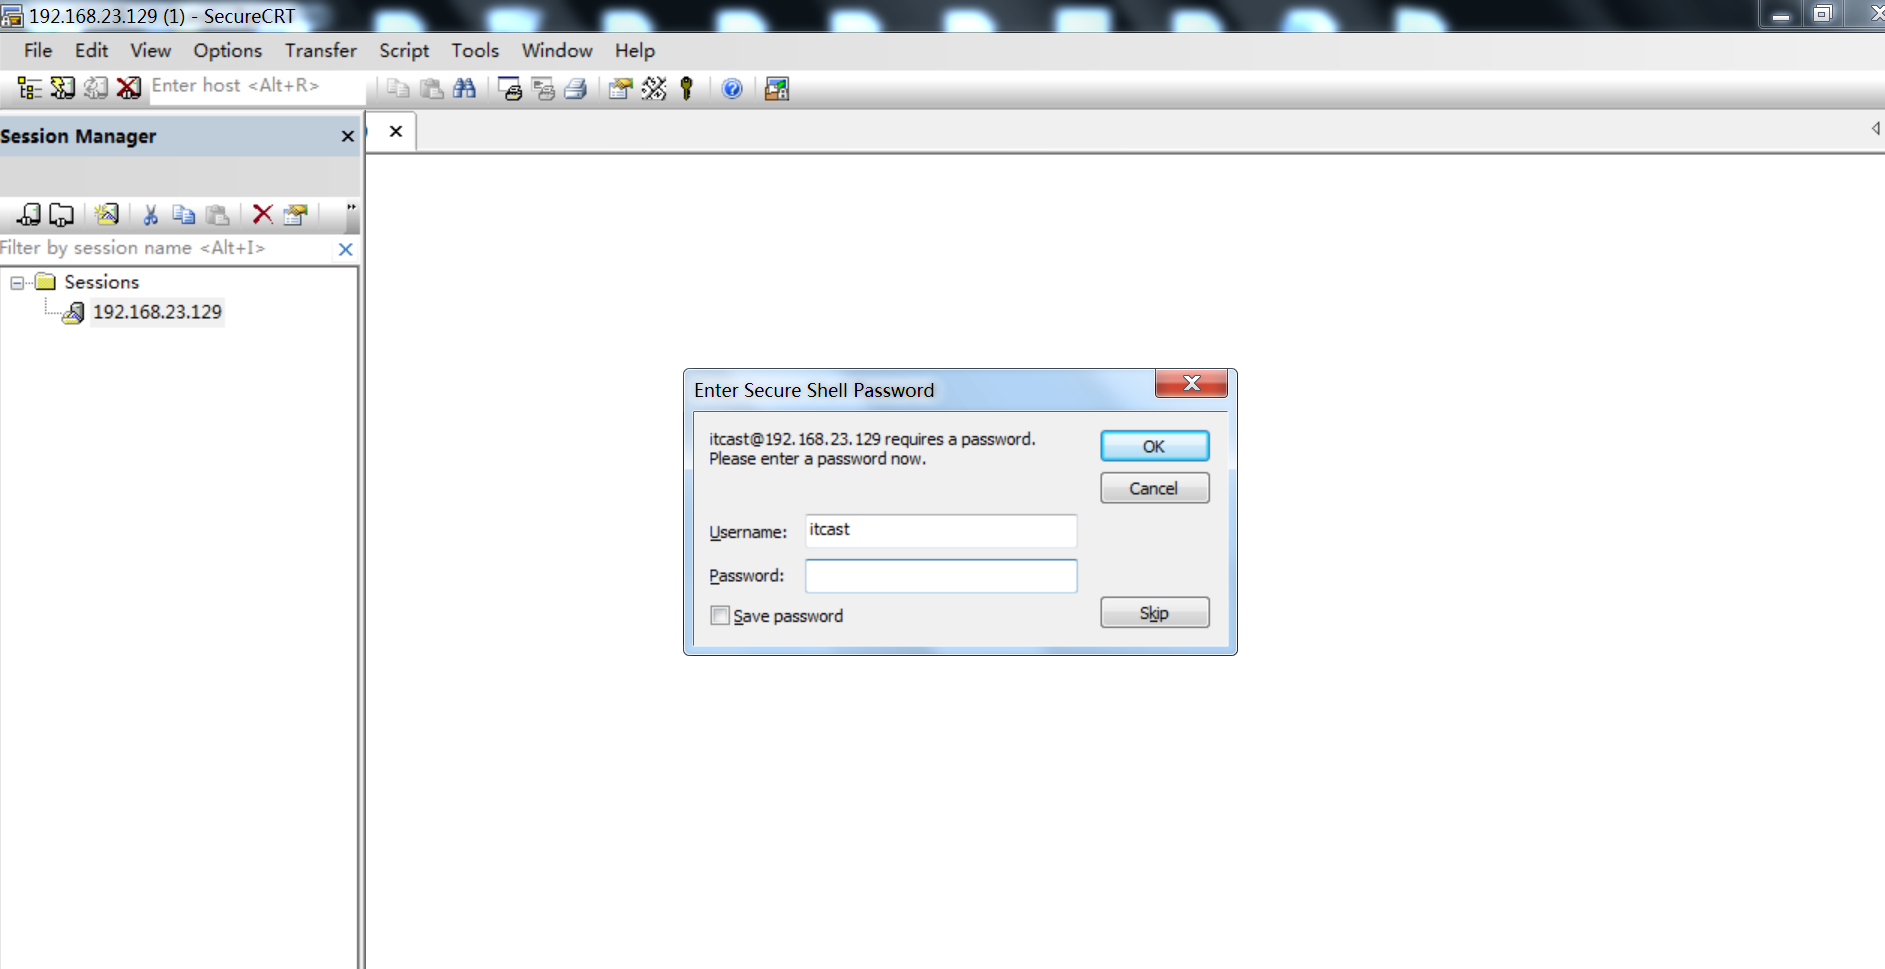 192.168.23.129 (1) - SecureCRT
File Edit View Options Transfer Script Tools Window Help
Enter host <Alt+R>
Session Manager
Filter by session name <Alt+I>
Sessions
192.168.23.129
Enter Secure Shell Password
itcast@192.168.23.129 requires a password.
Please enter a password now.
OK
Cancel
Username: itcast
Password:
Save password
Skip